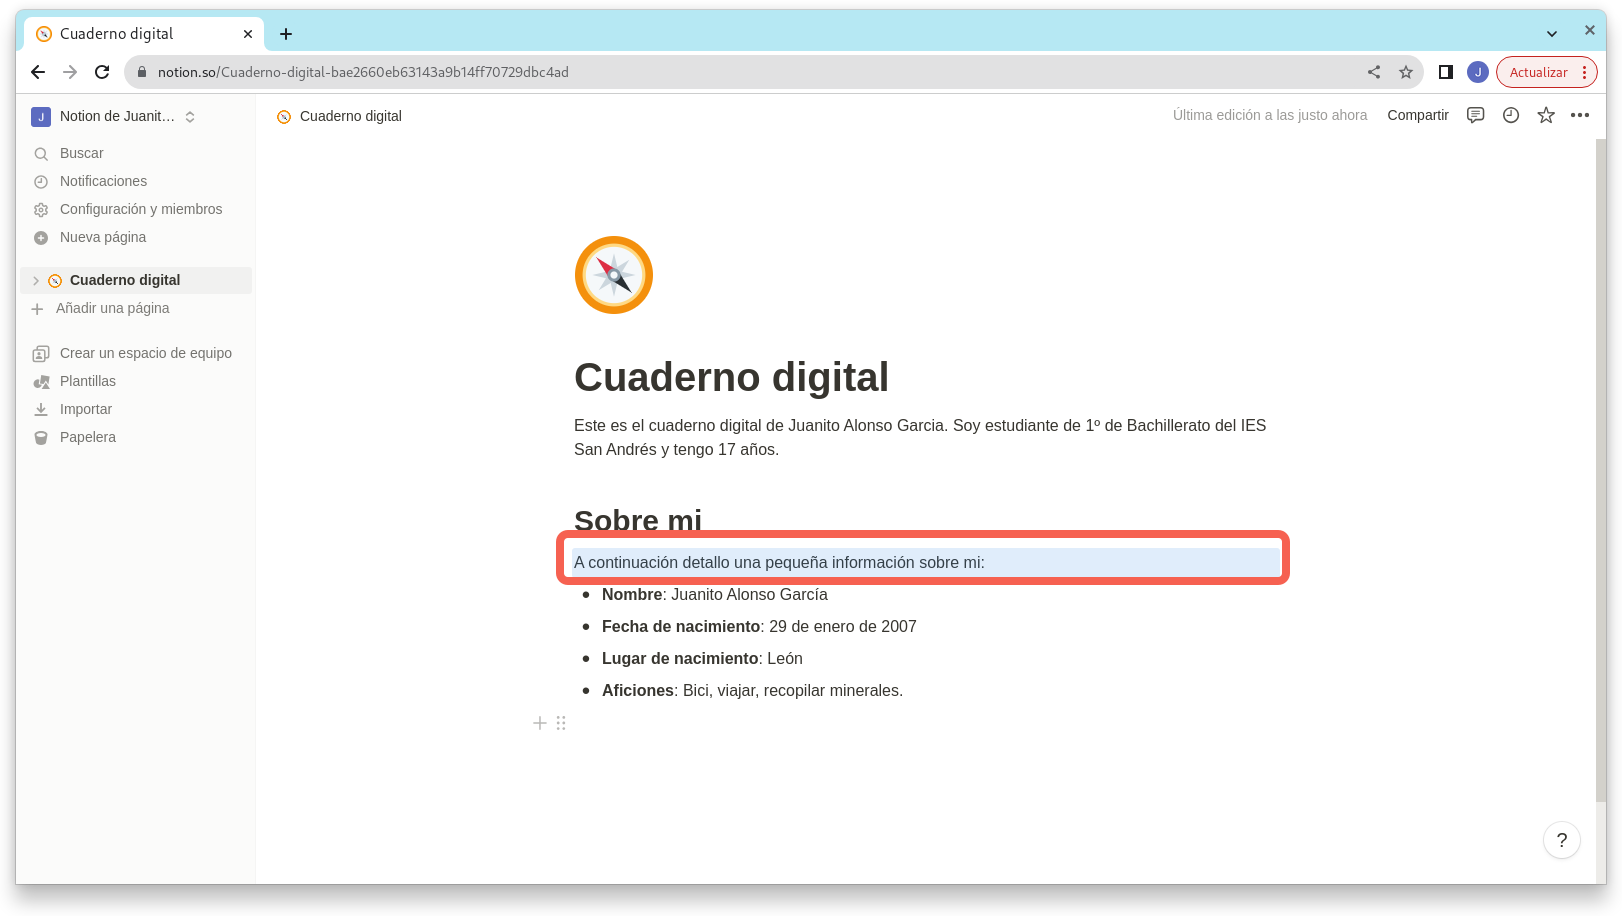 Cuaderno digital
notion.so/Cuaderno-digital-bae2660eb63143a9b14ff70729dbc4ad
J
Actualizar
J
Notion de Juanit…
Cuaderno digital
Última edición a las justo ahora
Compartir
Buscar
Notificaciones
Configuración y miembros
Nueva página
Cuaderno digital
Añadir una página
Crear un espacio de equipo
Plantillas
Importar
Papelera
Cuaderno digital
Este es el cuaderno digital de Juanito Alonso Garcia. Soy estudiante de 1º de Bachillerato del IES
San Andrés y tengo 17 años.
Sobre mi
A continuación detallo una pequeña información sobre mi:
• Nombre: Juanito Alonso García
• Fecha de nacimiento: 29 de enero de 2007
• Lugar de nacimiento: León
• Aficiones: Bici, viajar, recopilar minerales.
?